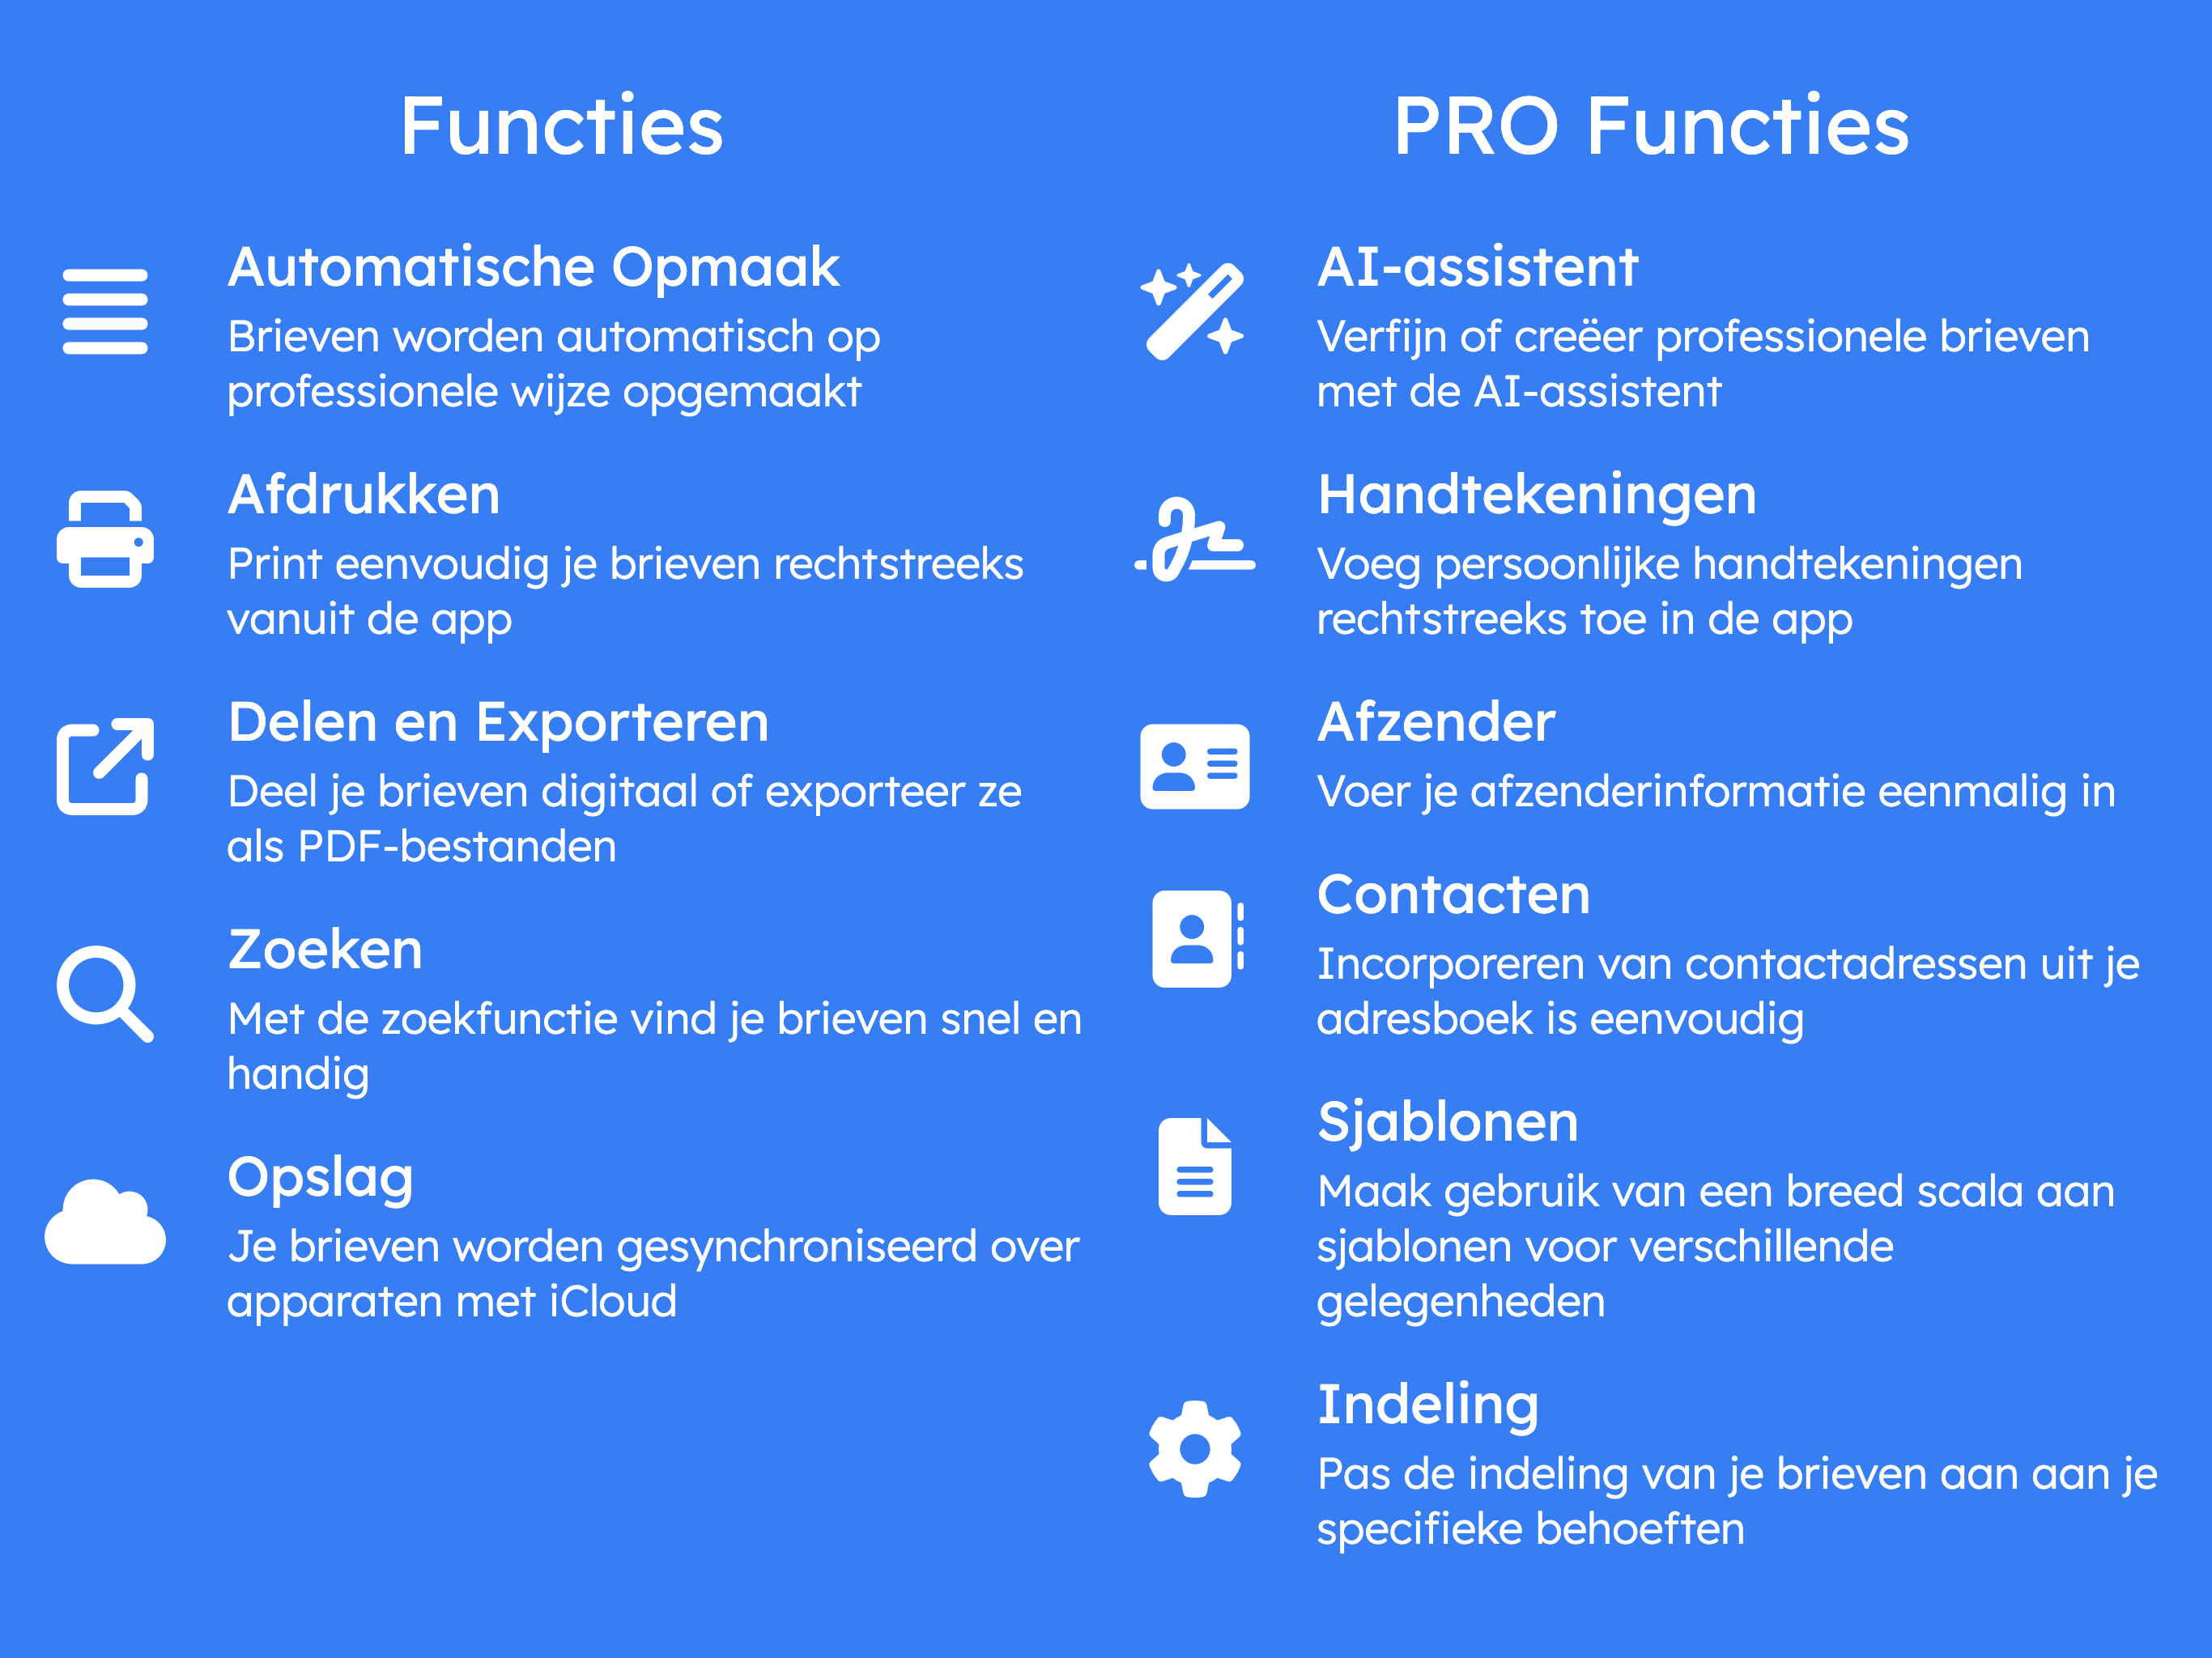 Functies
Automatische Opmaak
Brieven worden automatisch op
professionele wijze opgemaakt
Afdrukken
Print eenvoudig je brieven rechtstreeks
vanuit de app
Delen en Exporteren
Deel je brieven digitaal of exporteer ze
als PDF-bestanden
Zoeken
Met de zoekfunctie vind je brieven snel en
handig
Opslag
Je brieven worden gesynchroniseerd over
apparaten met iCloud
PRO Functies
AI-assistent
Verfijn of creëer professionele brieven
met de AI-assistent
Handtekeningen
Voeg persoonlijke handtekeningen
rechtstreeks toe in de app
Afzender
Voer je afzenderinformatie eenmalig in
Contacten
Incorporeren van contactadressen uit je
adresboek is eenvoudig
Sjablonen
Maak gebruik van een breed scala aan
sjablonen voor verschillende
gelegenheden
Indeling
Pas de indeling van je brieven aan aan je
specifieke behoeften